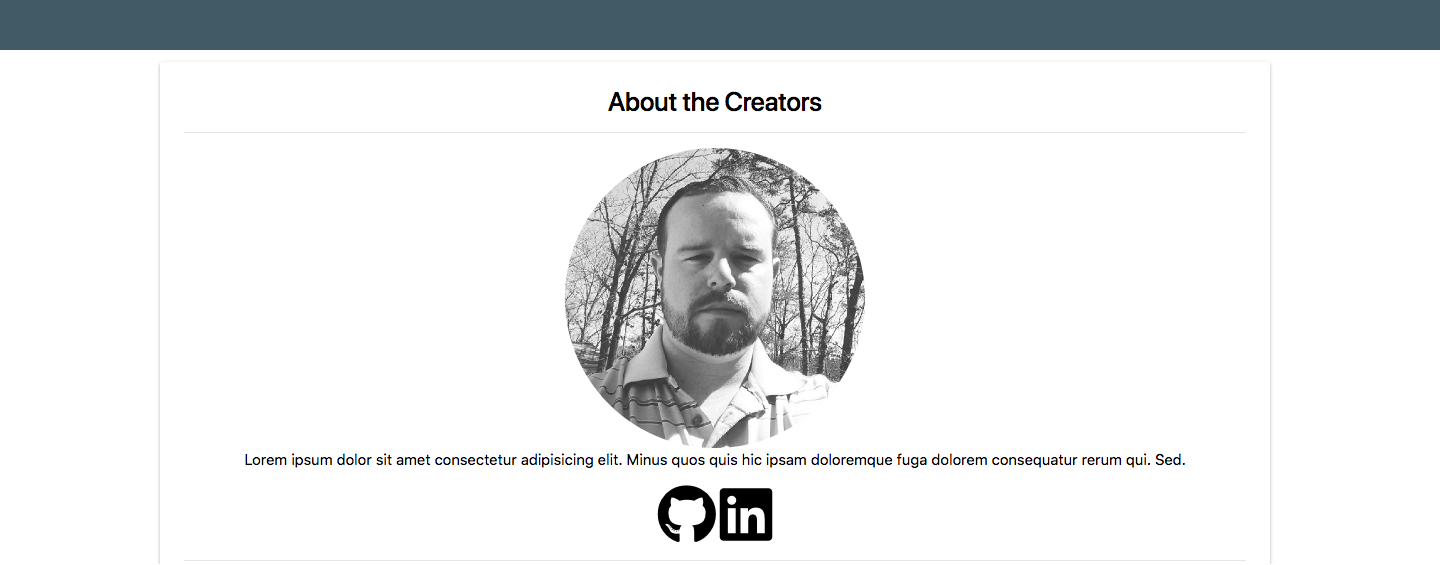 About the Creators
Lorem ipsum dolor sit amet consectetur adipisicing elit. Minus quos quis hic ipsam doloremque fuga dolorem consequatur rerum qui. Sed.
in